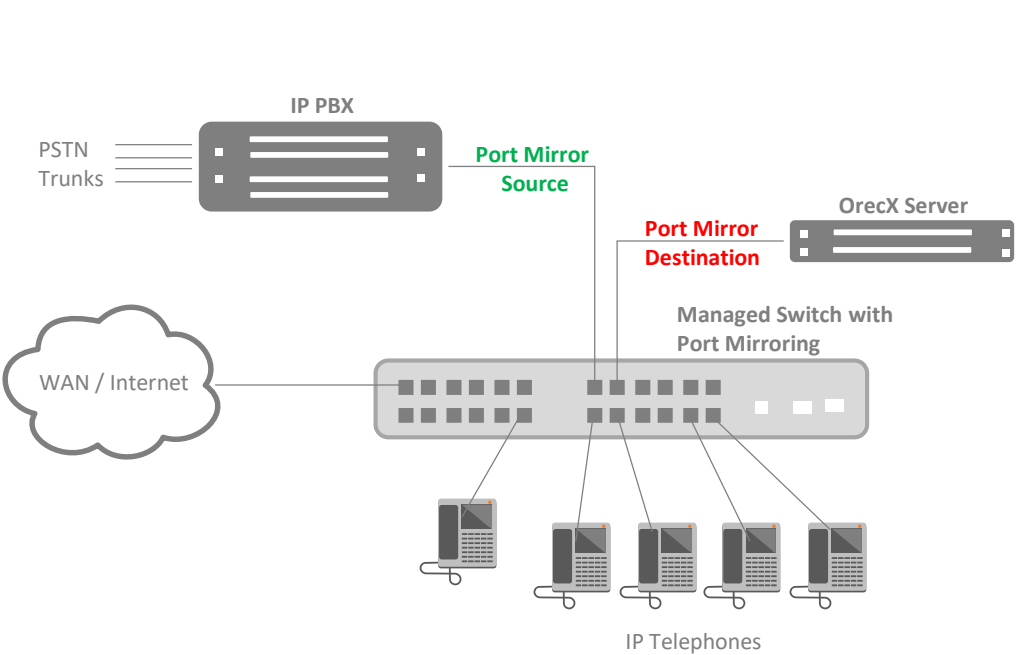 IP PBX
PSTN
Trunks
Port Mirror
Source
OrecX Server
Port Mirror
Destination
Managed Switch with
Port Mirroring
WAN / Internet
IP Telephones